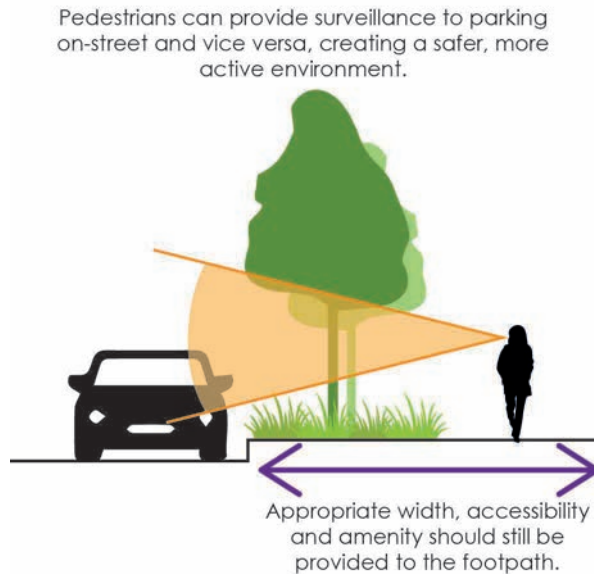 Pedestrians can provide surveillance to parking
on-street and vice versa, creating a safer, more
active environment.
Appropriate width, accessibility
and amenity should still be
provided to the footpath.